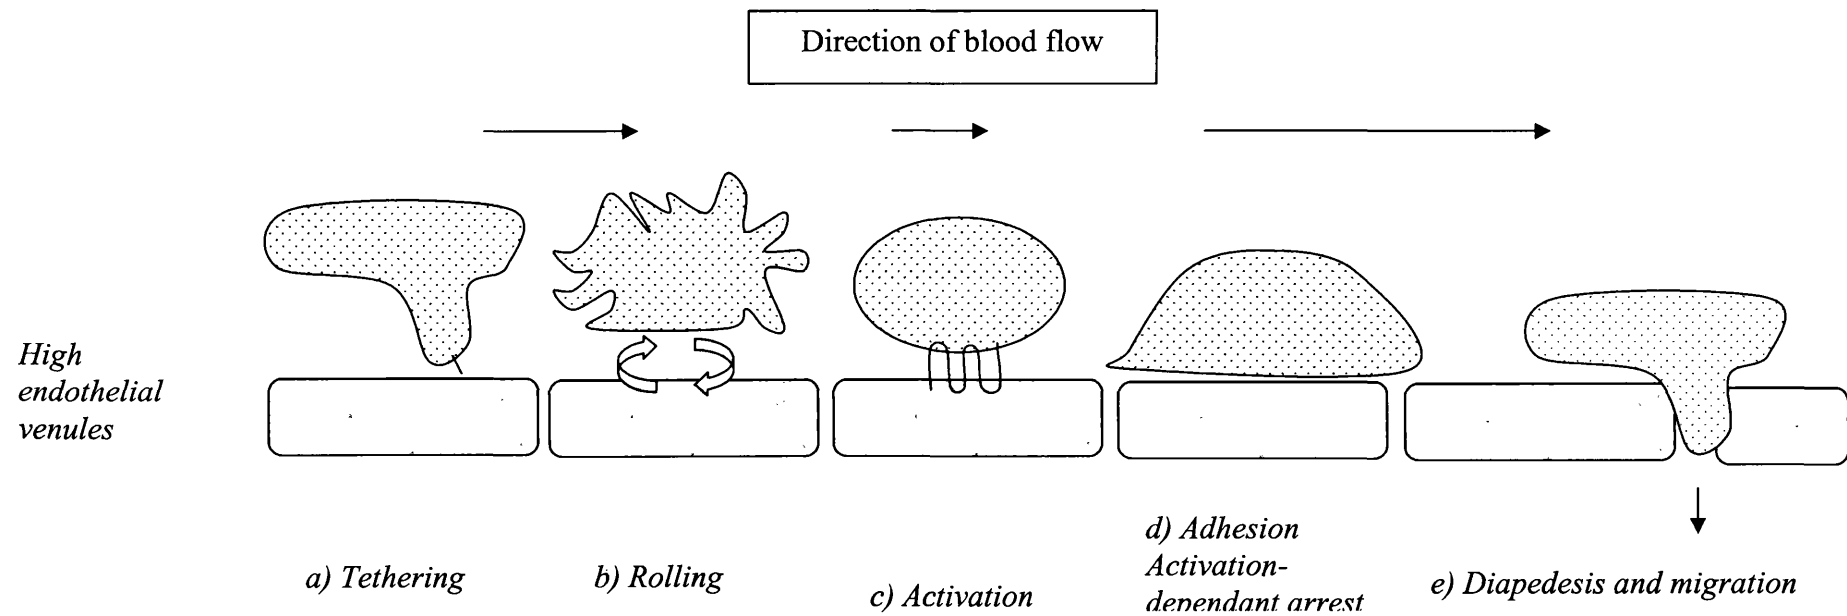 Direction of blood flow
High
endothelial
venules
a) Tethering
b) Rolling
c) Activation
d) Adhesion
Activation-
dependant arrest
e) Diapedesis and migration